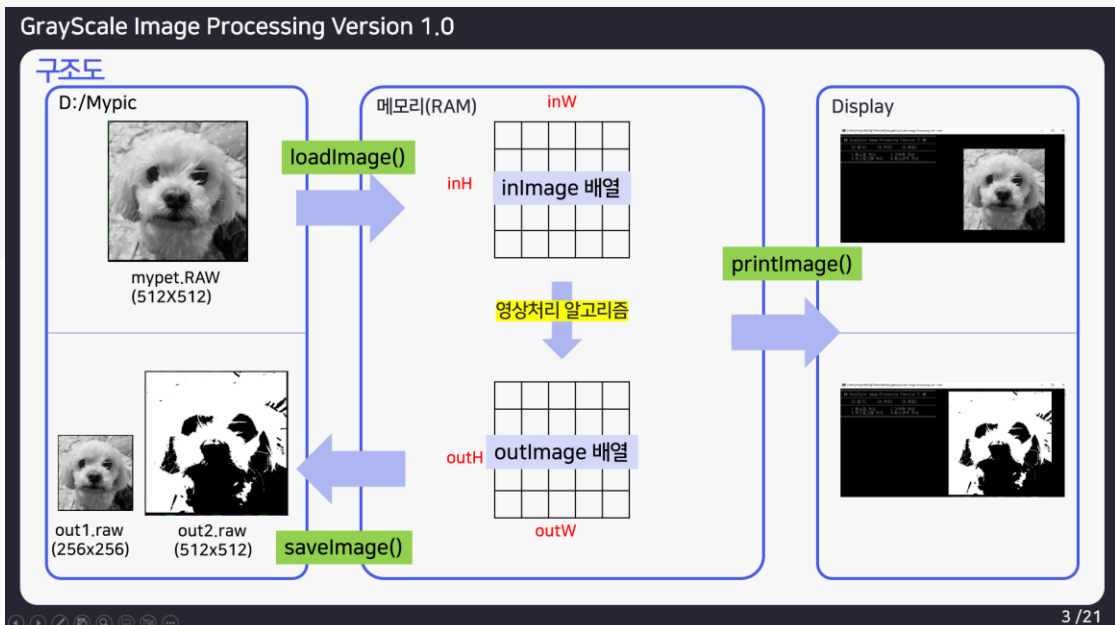 GrayScale Image Processing Version 1.0
구조도
D:/Mypic
mypet.RAW
(512X512)
out1.raw
(256x256)
out2.raw
(512x512)
loadImage()
saveImage()
메모리(RAM)
inW
inH
inImage 배열
영상처리 알고리즘
outH
outImage 배열
outW
printImage()
Display
3 /21